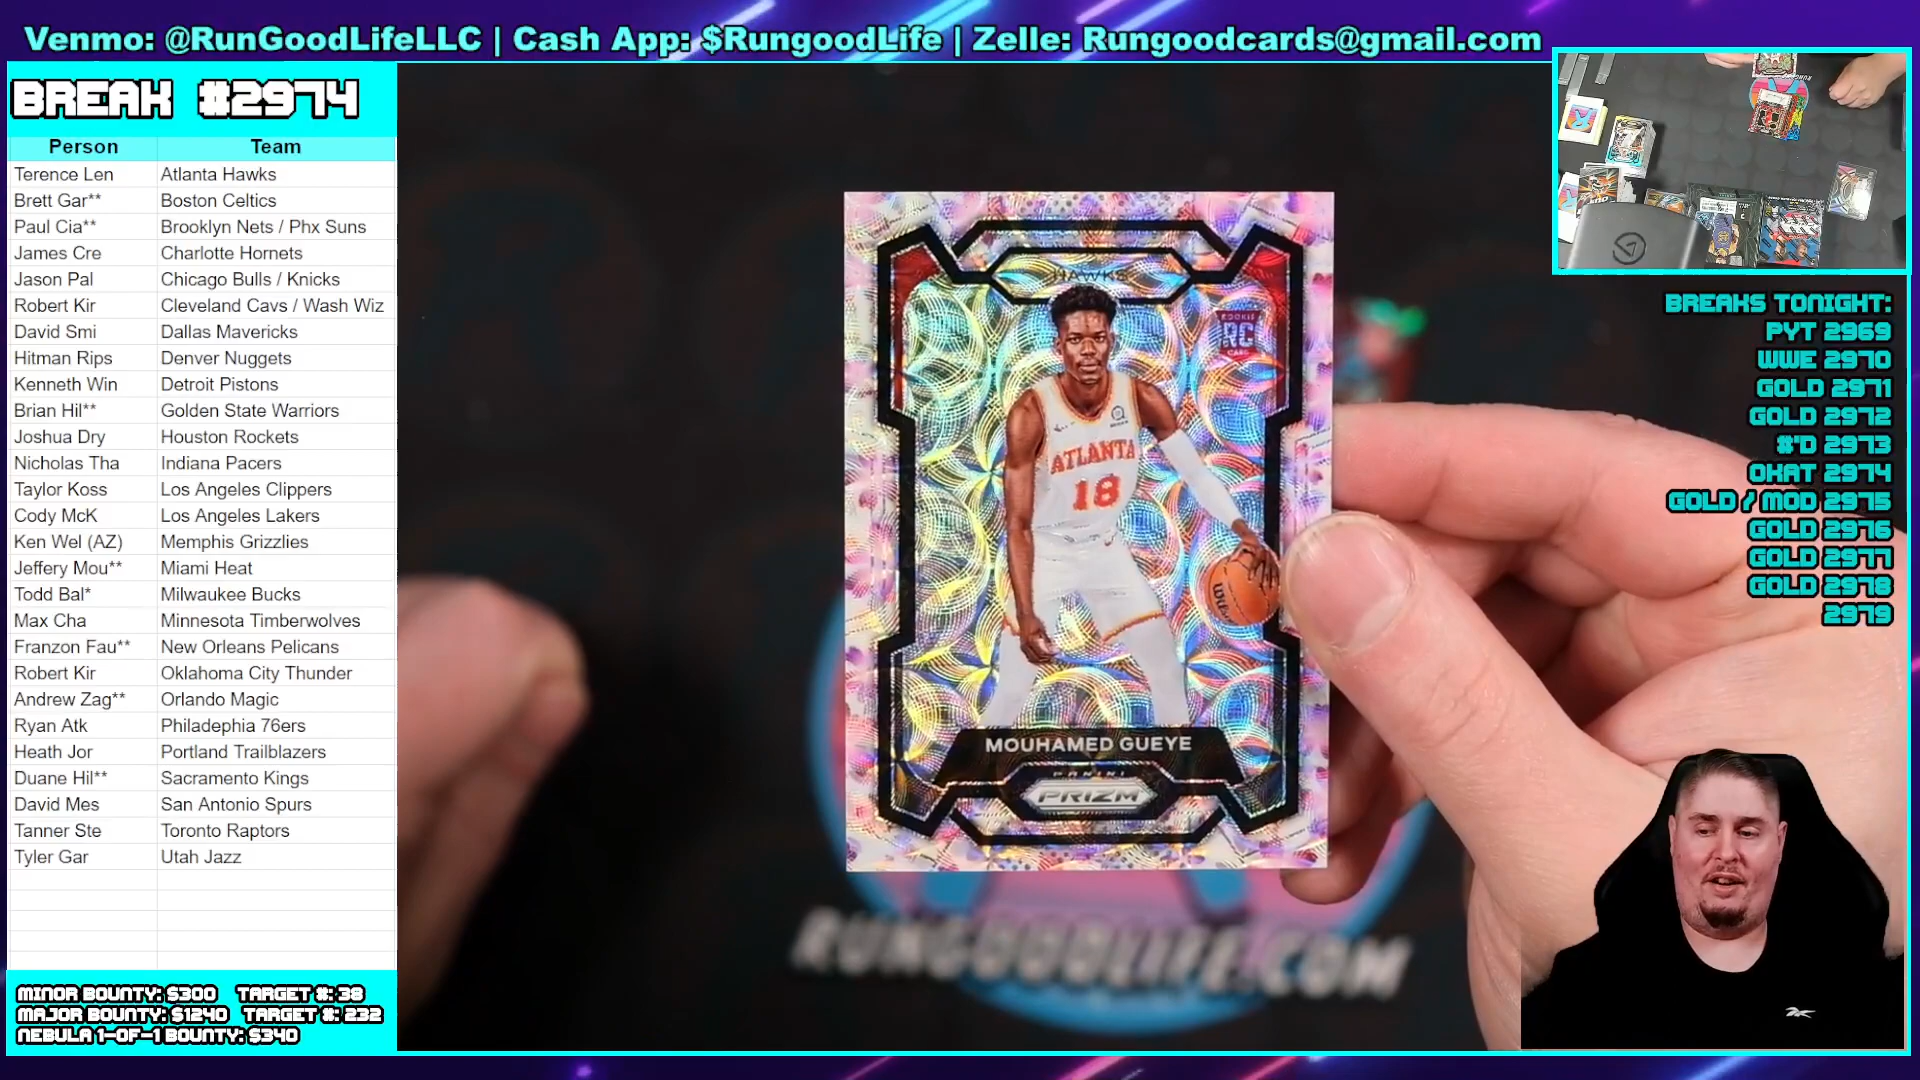 Venmo: @RunGoodLifeLLC | Cash App: $RungoodLife | Zelle: Rungoodcards@gmail.com
BREAK #2974
Person Team
Terence Len Atlanta Hawks
Brett Gar** Boston Celtics
Paul Cia** Brooklyn Nets / Phx Suns
James Cre Charlotte Hornets
Jason Pal Chicago Bulls / Knicks
Robert Kir Cleveland Cavs / Wash Wiz
David Smi Dallas Mavericks
Hitman Rips Denver Nuggets
Kenneth Win Detroit Pistons
Brian Hil** Golden State Warriors
Joshua Dry Houston Rockets
Nicholas Tha Indiana Pacers
Taylor Koss Los Angeles Clippers
Cody McK Los Angeles Lakers
Ken Wel (AZ) Memphis Grizzlies
Jeffery Mou** Miami Heat
Todd Bal* Milwaukee Bucks
Max Cha Minnesota Timberwolves
Franzon Fau** New Orleans Pelicans
Robert Kir Oklahoma City Thunder
Andrew Zag** Orlando Magic
Ryan Atk Philadephia 76ers
Heath Jor Portland Trailblazers
Duane Hil** Sacramento Kings
David Mes San Antonio Spurs
Tanner Ste Toronto Raptors
Tyler Gar Utah Jazz
MINOR BOUNTY: $300 TARGET #: 38
MAJOR BOUNTY: $1240 TARGET #: 232
NEBULA 1-OF-1 BOUNTY: $340
HAWKS
ROOKIE
RC
CARD
ATLANTA
18
Wilson
MOUHAMED GUEYE
PANINI
PRIZM
RUNGOODLIFE.COM
BREAKS TONIGHT:
PYT 2969
WWE 2970
GOLD 2971
GOLD 2972
#'D 2973
OKAT 2974
GOLD / MOD 2975
GOLD 2976
GOLD 2977
GOLD 2978
2979